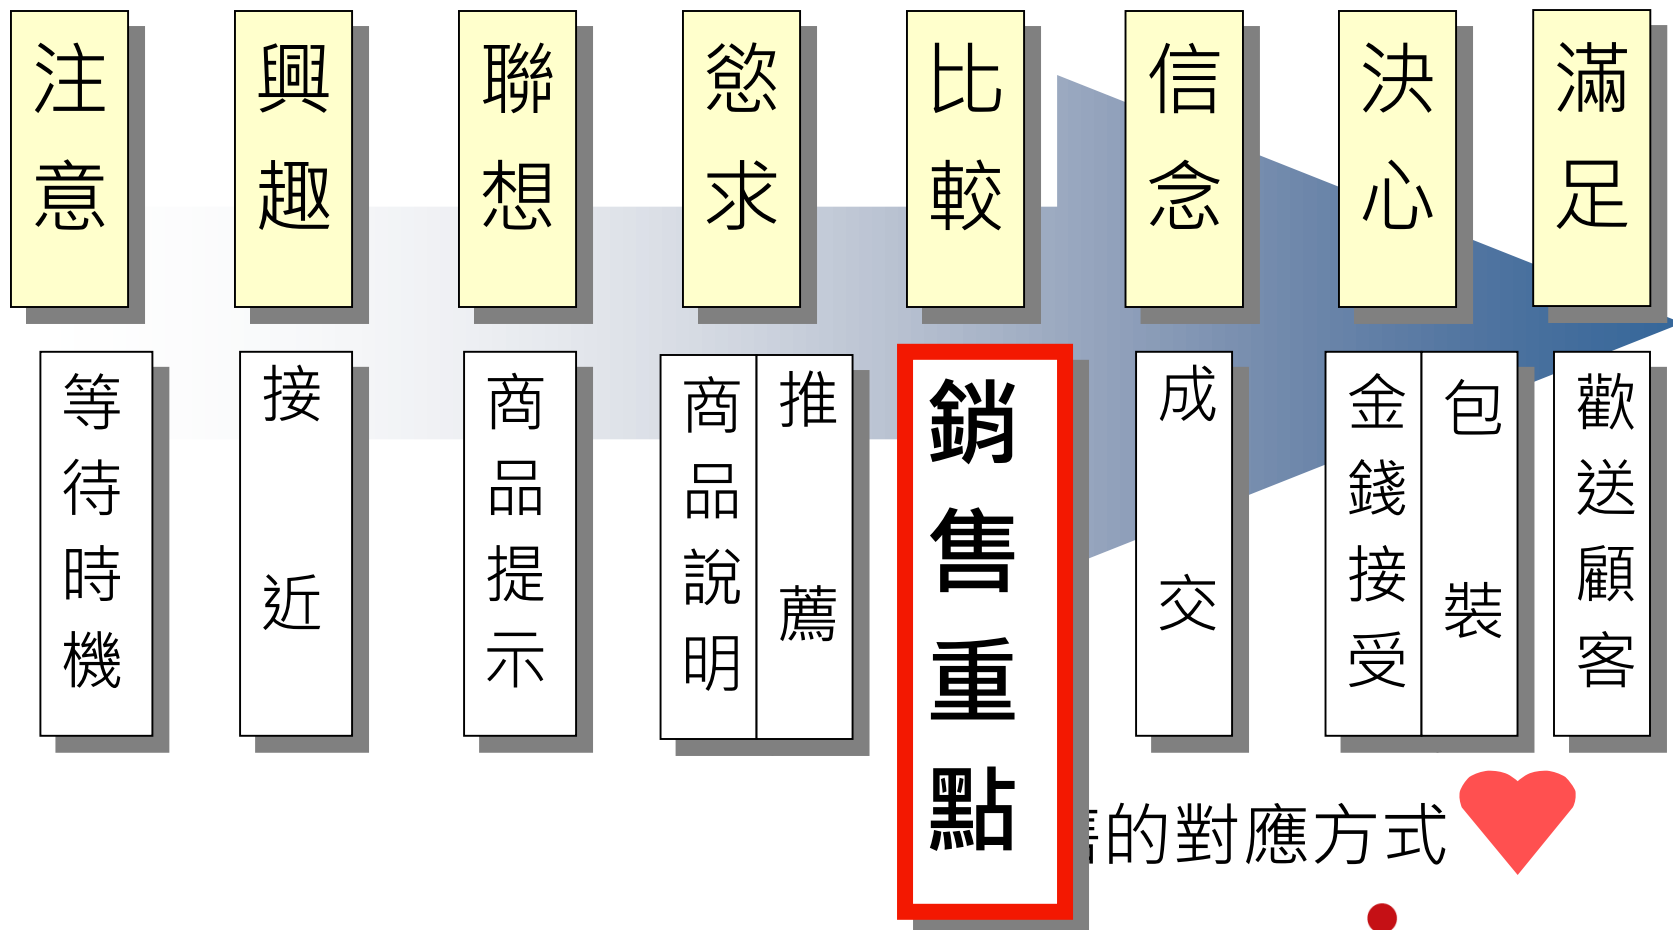 注意
興趣
聯想
慾求
比較
信念
決心
滿足
等待時機
接近
商品提示
商品說明
推薦
銷售重點
成交
金錢接受
包裝
歡送顧客
的對應方式